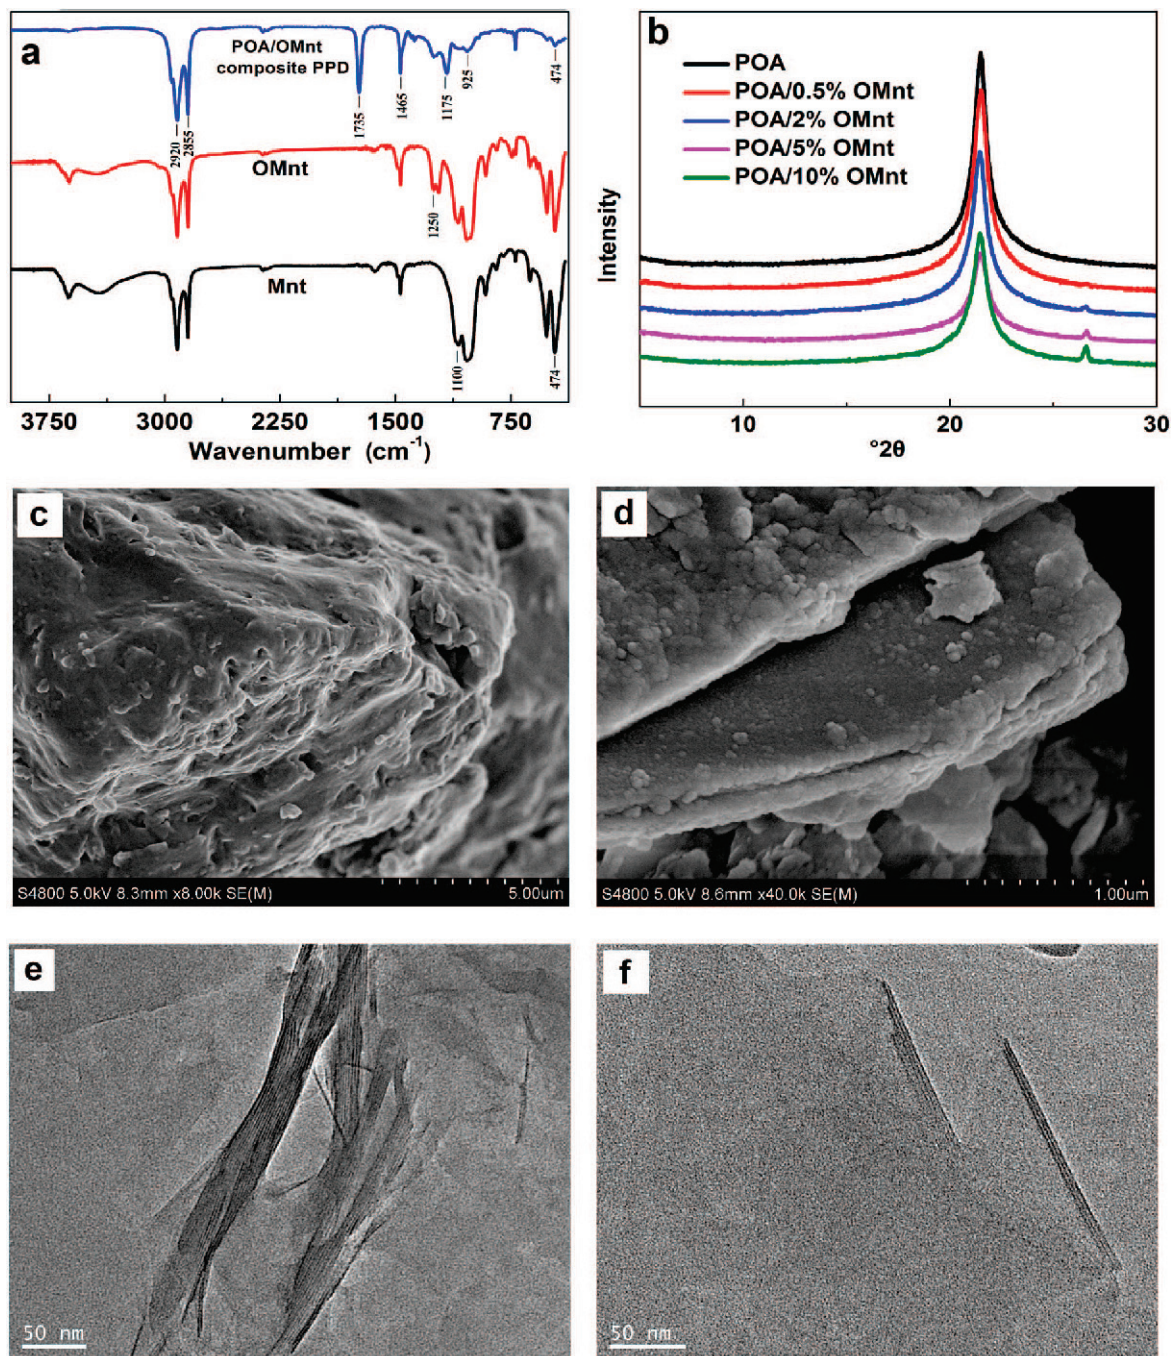 a
POA/OMnt
composite PPD
2920
2855
1735
1465
1175
925
474
OMnt
1250
Mnt
1100
474
3750 3000 2250 1500 750
Wavenumber (cm⁻¹)
b
POA
POA/0.5% OMnt
POA/2% OMnt
POA/5% OMnt
POA/10% OMnt
Intensity
10 20 30
°2θ
c
S4800 5.0kV 8.3mm x8.00k SE(M) 5.00um
d
S4800 5.0kV 8.6mm x40.0k SE(M) 1.00um
e
50 nm
f
50 nm